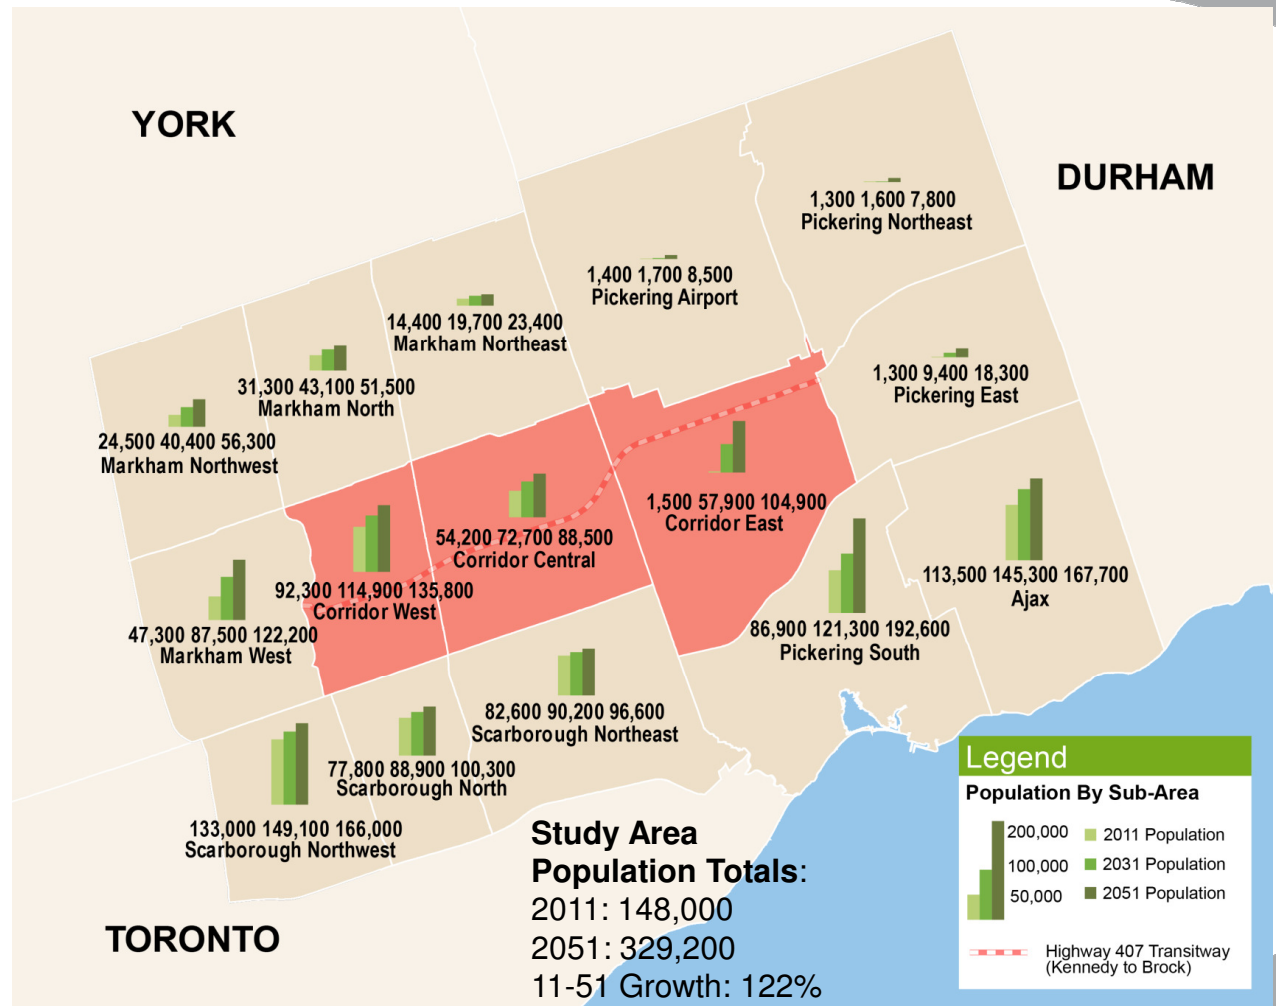 YORK
DURHAM
1,300 1,600 7,800
Pickering Northeast
1,400 1,700 8,500
Pickering Airport
14,400 19,700 23,400
Markham Northeast
31,300 43,100 51,500
Markham North
1,300 9,400 18,300
Pickering East
24,500 40,400 56,300
Markham Northwest
1,500 57,900 104,900
Corridor East
54,200 72,700 88,500
Corridor Central
92,300 114,900 135,800
Corridor West
113,500 145,300 167,700
Ajax
47,300 87,500 122,200
Markham West
86,900 121,300 192,600
Pickering South
82,600 90,200 96,600
Scarborough Northeast
77,800 88,900 100,300
Scarborough North
133,000 149,100 166,000
Scarborough Northwest
TORONTO
Study Area
Population Totals:
2011: 148,000
2051: 329,200
11-51 Growth: 122%
Legend
Population By Sub-Area
200,000
100,000
50,000
2011 Population
2031 Population
2051 Population
Highway 407 Transitway
(Kennedy to Brock)